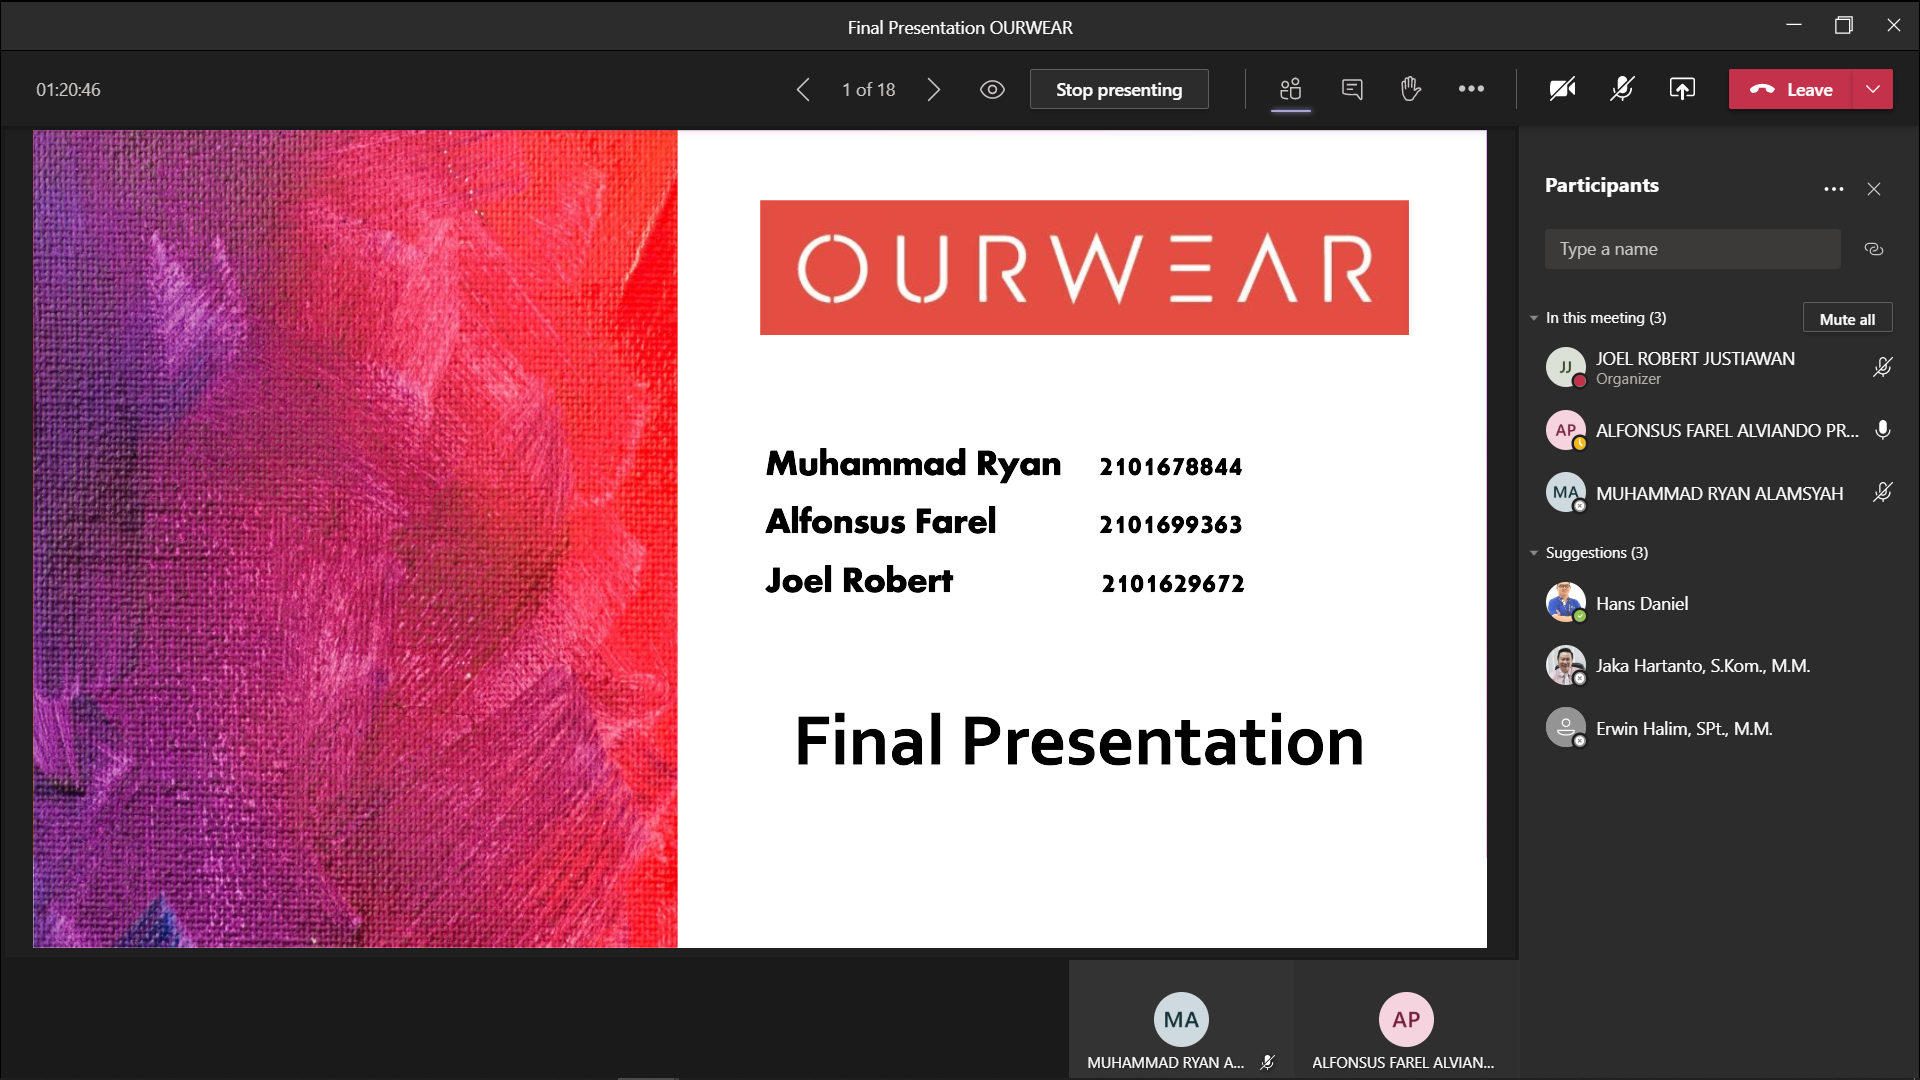 Final Presentation OURWEAR
01:20:46
1 of 18
Stop presenting
Leave
OURWEAR
Muhammad Ryan 2101678844
Alfonsus Farel 2101699363
Joel Robert 2101629672
Final Presentation
Participants
Type a name
In this meeting (3)
Mute all
JJ
JOEL ROBERT JUSTIAWAN
Organizer
AP
ALFONSUS FAREL ALVIANDO PR...
MA
MUHAMMAD RYAN ALAMSYAH
Suggestions (3)
Hans Daniel
Jaka Hartanto, S.Kom., M.M.
Erwin Halim, SPt., M.M.
MA
MUHAMMAD RYAN A...
AP
ALFONSUS FAREL ALVIAN...